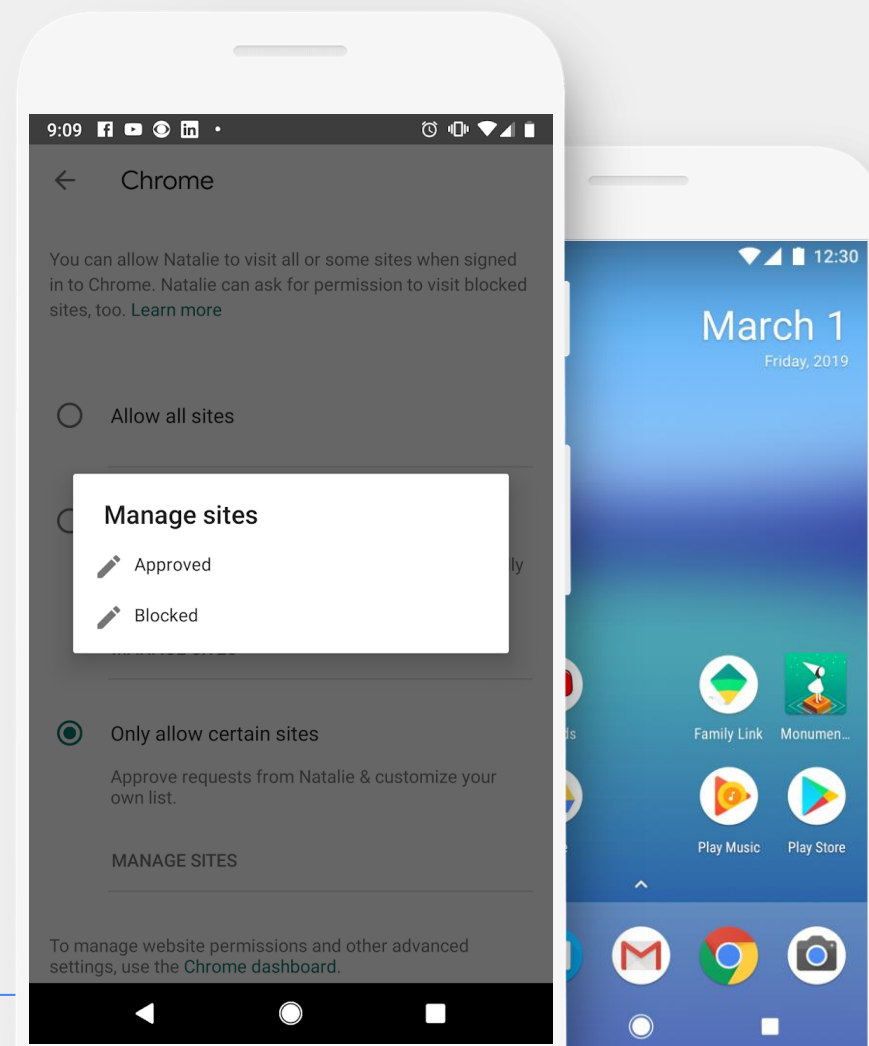 9:09
Chrome
You can allow Natalie to visit all or some sites when signed
in to Chrome. Natalie can ask for permission to visit blocked
sites, too. Learn more
Allow all sites
Manage sites
Approved
lly
Blocked
Only allow certain sites
Approve requests from Natalie & customize your
own list.
MANAGE SITES
To manage website permissions and other advanced
settings, use the Chrome dashboard.
12:30
March 1
Friday, 2019
ds
Family Link
Monumen...
Play Music
Play Store